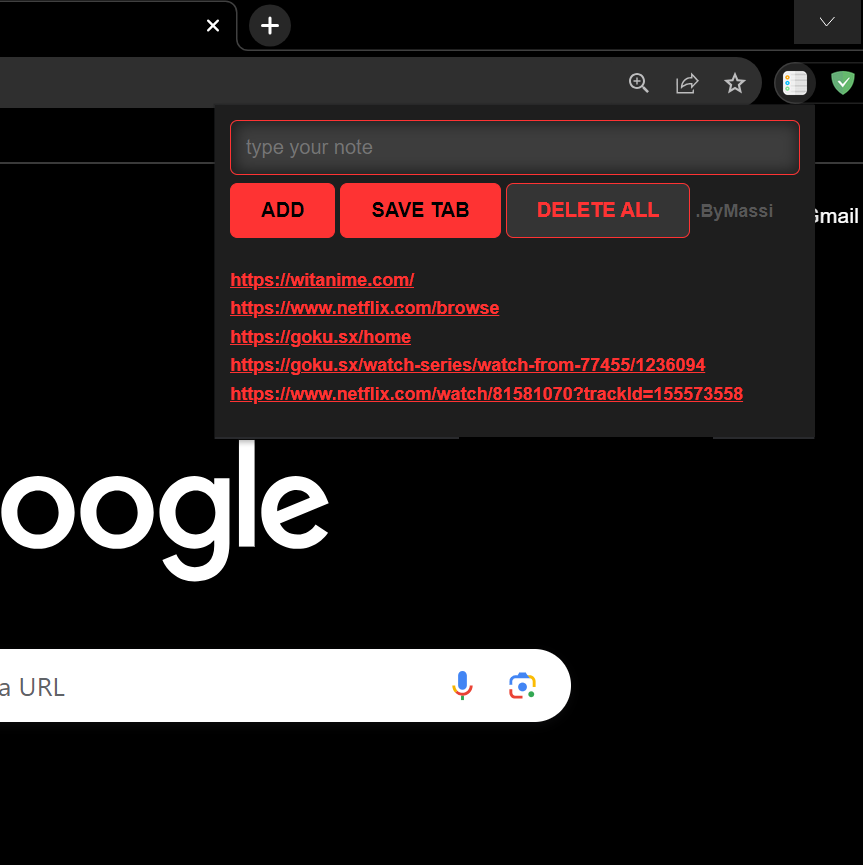 type your note
ADD SAVE TAB DELETE ALL .ByMassi
Gmail
https://witanime.com/
https://www.netflix.com/browse
https://goku.sx/home
https://goku.sx/watch-series/watch-from-77455/1236094
https://www.netflix.com/watch/81581070?trackId=155573558
oogle
a URL